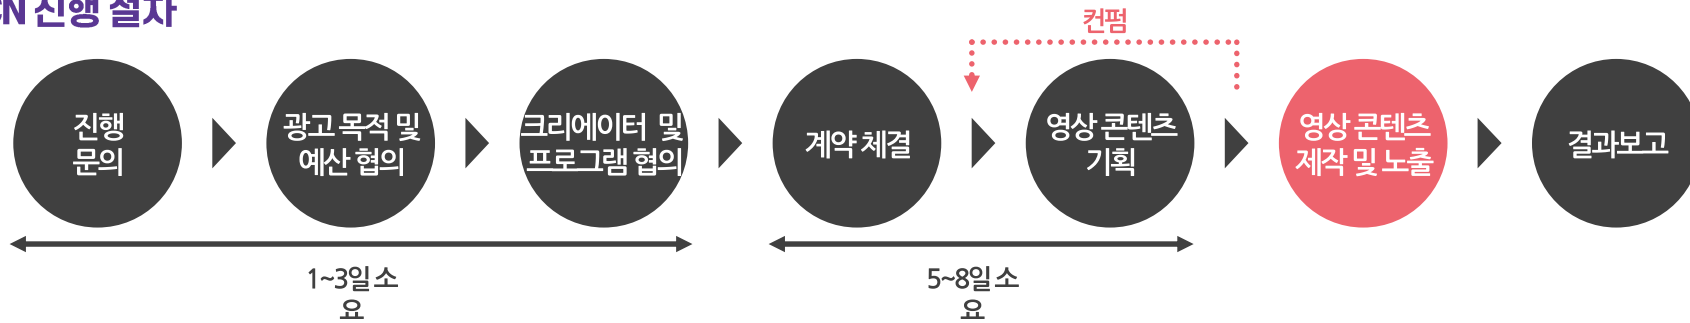 CN 진행 절차
컨펌
진행
문의
광고 목적 및
예산 협의
크리에이터 및
프로그램 협의
계약 체결
영상 콘텐츠
기획
영상 콘텐츠
제작 및 노출
결과보고
1~3일 소
요
5~8일 소
요